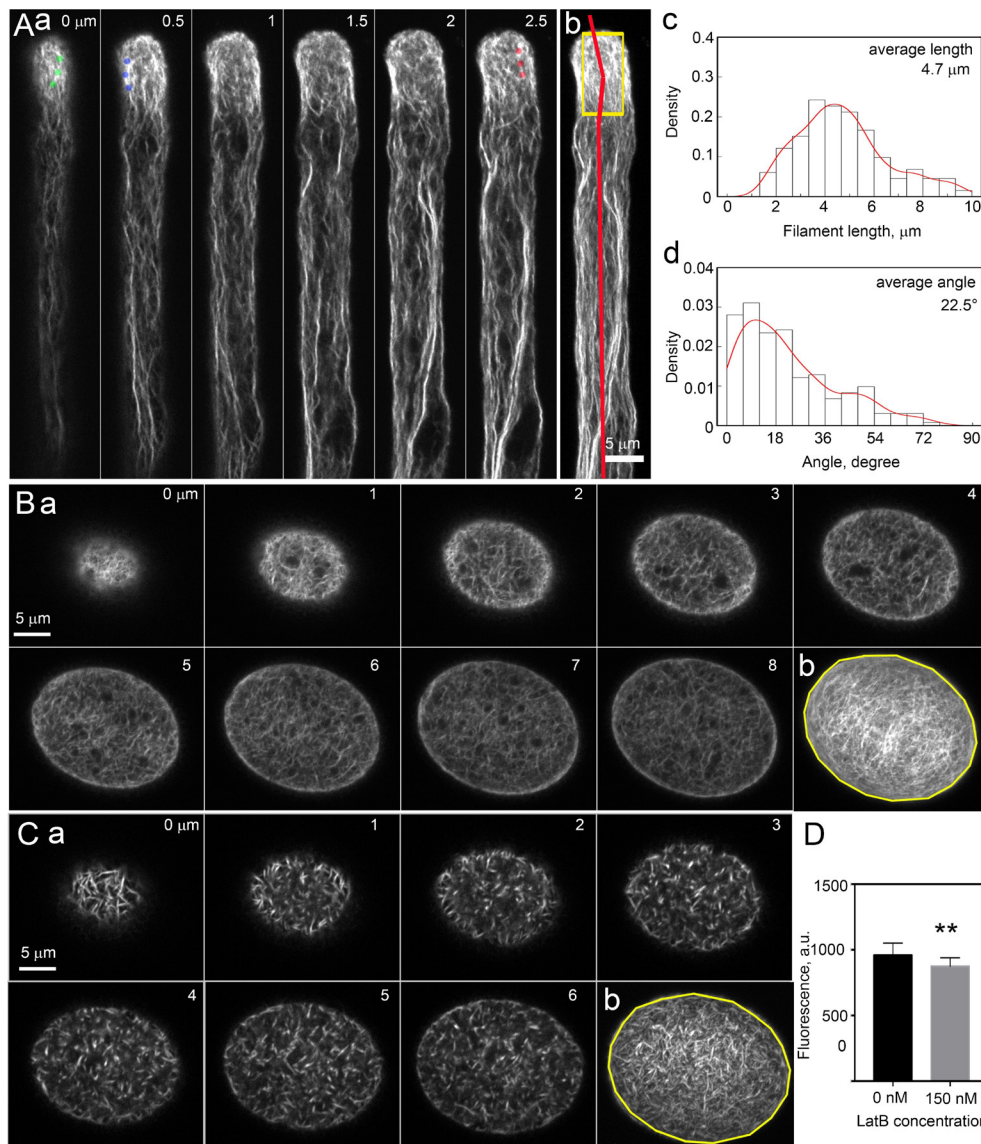 A a 0 μm 0.5 1 1.5 2 2.5 b
5 μm
c
average length
4.7 μm
0.4
0.3
0.2
0.1
0
Density
0 2 4 6 8 10
Filament length, μm
d
average angle
22.5°
0.04
0.03
0.02
0.01
0
Density
0 18 36 54 72 90
Angle, degree
B a 0 μm 1 2 3 4
5 μm
5 6 7 8 b
C a 0 μm 1 2 3
5 μm
4 5 6 b
D
1500
1000
500
0
Fluorescence, a.u.
**
0 nM 150 nM
LatB concentration